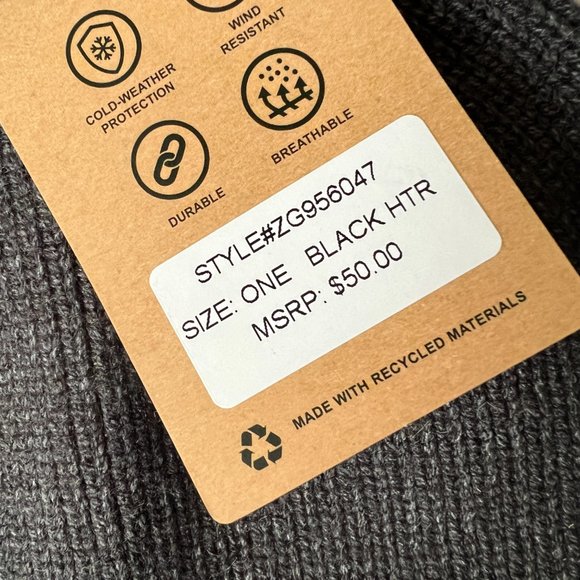 WIND
RESISTANT
COLD-WEATHER
PROTECTION
BREATHABLE
DURABLE
STYLE#ZG956047
SIZE: ONE BLACK HTR
MSRP: $50.00
MADE WITH RECYCLED MATERIALS